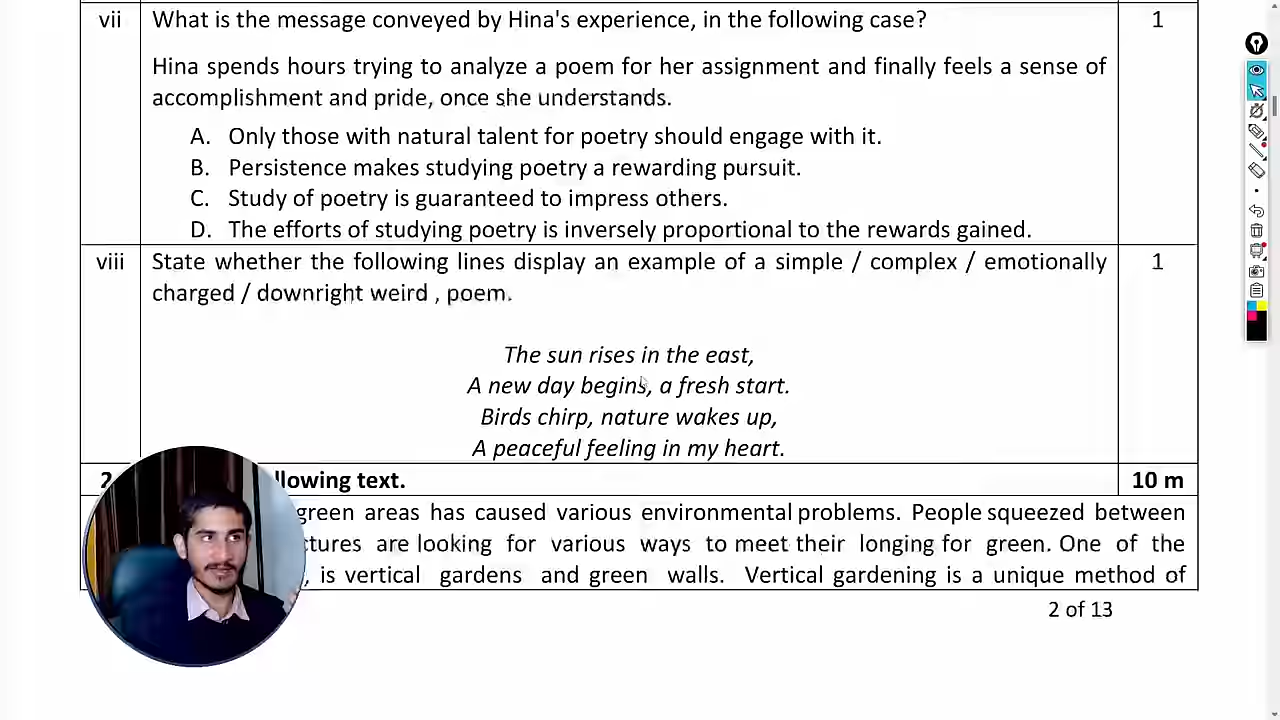 vii What is the message conveyed by Hina's experience, in the following case? 1
Hina spends hours trying to analyze a poem for her assignment and finally feels a sense of
accomplishment and pride, once she understands.
A. Only those with natural talent for poetry should engage with it.
B. Persistence makes studying poetry a rewarding pursuit.
C. Study of poetry is guaranteed to impress others.
D. The efforts of studying poetry is inversely proportional to the rewards gained.
viii State whether the following lines display an example of a simple / complex / emotionally 1
charged / downright weird , poem.
The sun rises in the east,
A new day begins, a fresh start.
Birds chirp, nature wakes up,
A peaceful feeling in my heart.
2 llowing text. 10 m
green areas has caused various environmental problems. People squeezed between
ctures are looking for various ways to meet their longing for green. One of the
, is vertical gardens and green walls. Vertical gardening is a unique method of
2 of 13